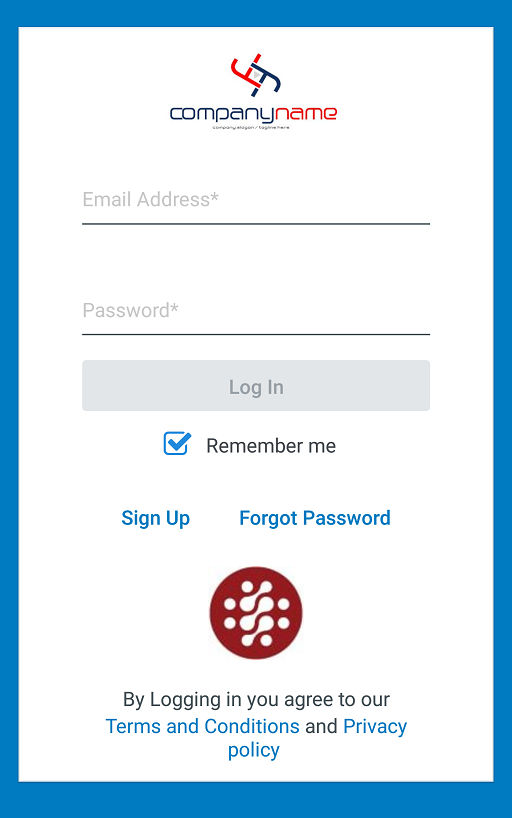 companyname
company slogan / tagline here
Email Address*
Password*
Log In
Remember me
Sign Up Forgot Password
By Logging in you agree to our
Terms and Conditions and Privacy
policy